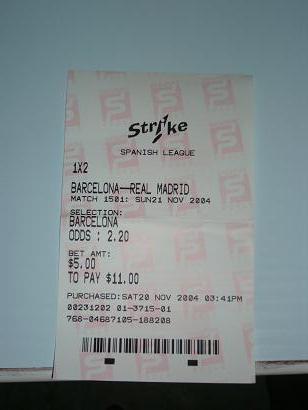 Strike
SPANISH LEAGUE
1X2
BARCELONA—REAL MADRID
MATCH 1501: SUN21 NOV 2004
SELECTION:
BARCELONA
ODDS : 2.20
BET AMT:
$5.00
TO PAY $11.00
PURCHASED:SAT20 NOV 2004 03:41PM
00231202 01-3715-01
768-04687105-188208